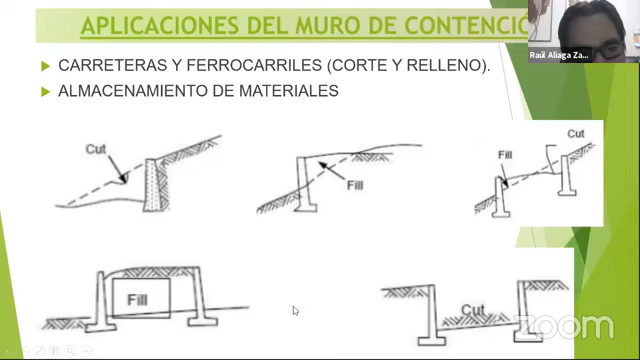 APLICACIONES DEL MURO DE CONTENCIÓ
Raúl Aliaga Za...
CARRETERAS Y FERROCARRILES (CORTE Y RELLENO).
ALMACENAMIENTO DE MATERIALES
Cut
Fill
Fill
Cut
Fill
Cut
zoom